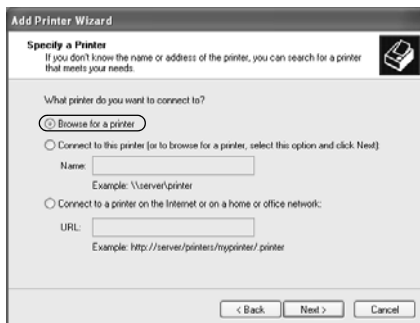 Add Printer Wizard
Specify a Printer
If you don't know the name or address of the printer, you can search for a printer
that meets your needs.
What printer do you want to connect to?
Browse for a printer
Connect to this printer (or to browse for a printer, select this option and click Next):
Name:
Example: \\server\printer
Connect to a printer on the Internet or on a home or office network:
URL:
Example: http://server/printers/myprinter/.printer
< Back
Next >
Cancel